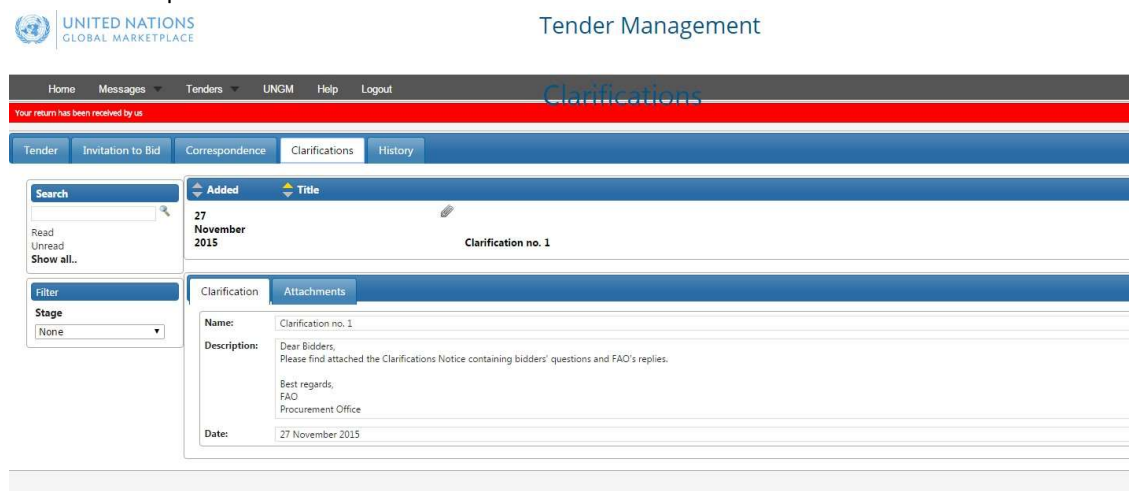 UNITED NATIONS
GLOBAL MARKETPLACE
Tender Management
Home Messages Tenders UNGM Help Logout
Clarifications
Your return has been received by us
Tender Invitation to Bid Correspondence Clarifications History
Search
Read
Unread
Show all..
Filter
Stage
None
Added Title
27
November
2015
Clarification no. 1
Clarification Attachments
Name: Clarification no. 1
Description: Dear Bidders,
Please find attached the Clarifications Notice containing bidders' questions and FAO's replies.
Best regards,
FAO
Procurement Office
Date: 27 November 2015